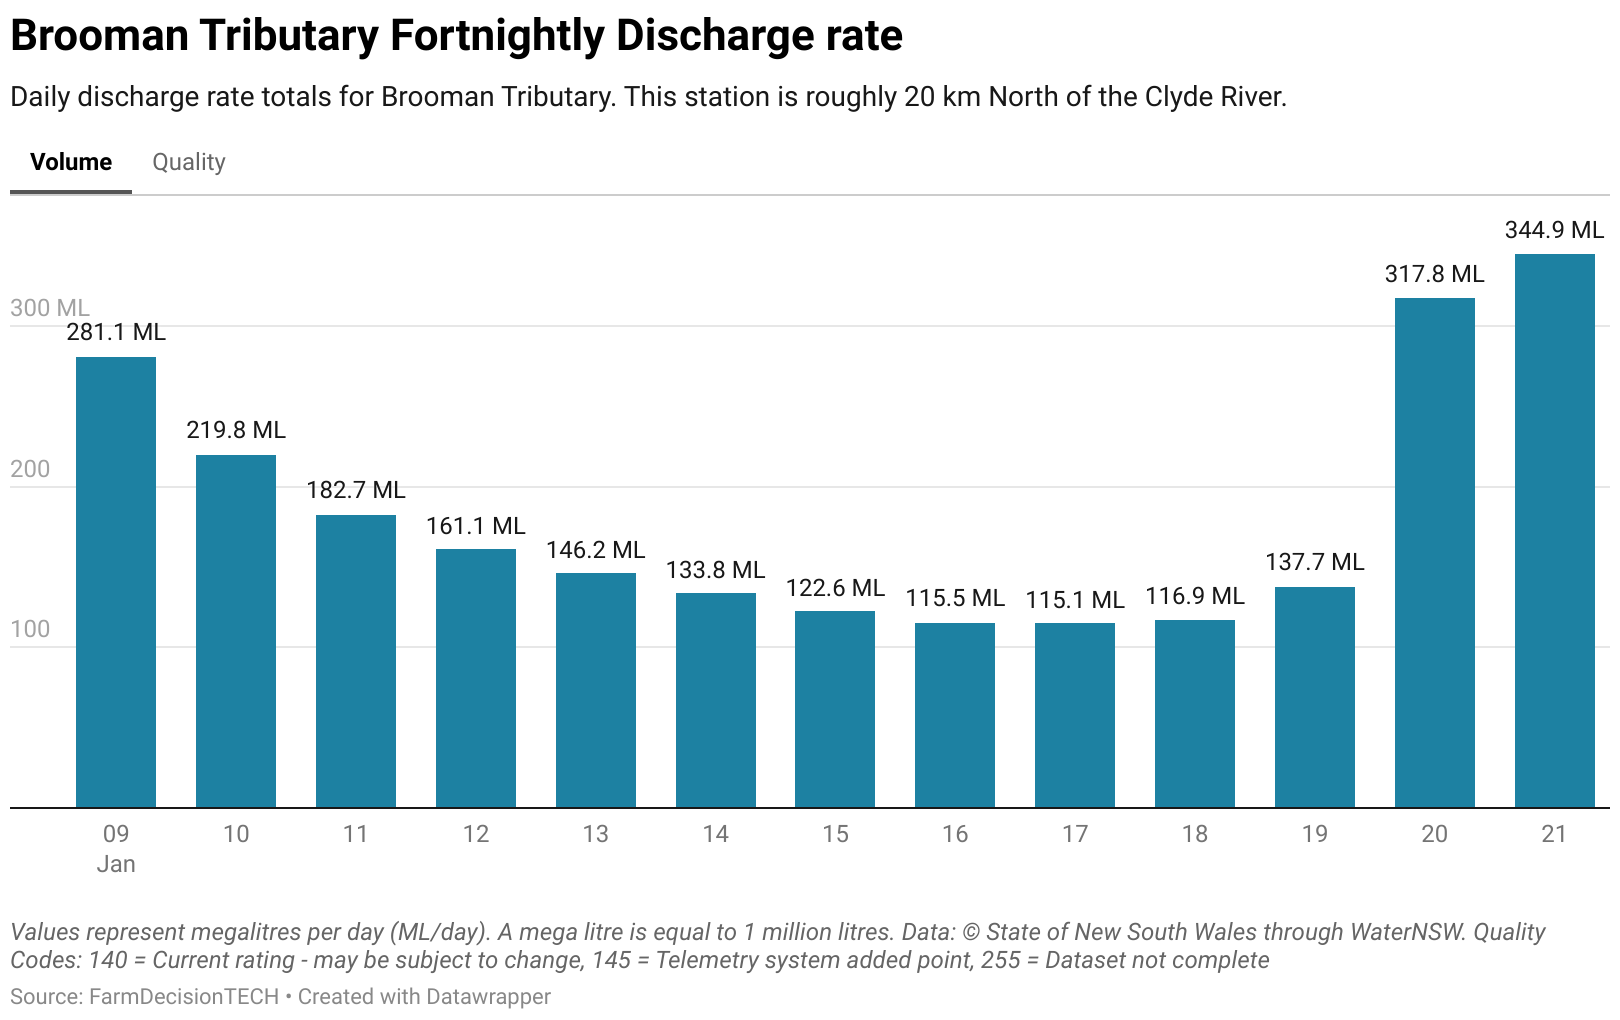 Brooman Tributary Fortnightly Discharge rate
Daily discharge rate totals for Brooman Tributary. This station is roughly 20 km North of the Clyde River.
Volume Quality
344.9 ML
317.8 ML
300 ML
281.1 ML
219.8 ML
200
182.7 ML
161.1 ML
146.2 ML
137.7 ML
133.8 ML
122.6 ML
115.5 ML 115.1 ML 116.9 ML
100
09 10 11 12 13 14 15 16 17 18 19 20 21
Jan
Values represent megalitres per day (ML/day). A mega litre is equal to 1 million litres. Data: © State of New South Wales through WaterNSW. Quality
Codes: 140 = Current rating - may be subject to change, 145 = Telemetry system added point, 255 = Dataset not complete
Source: FarmDecisionTECH • Created with Datawrapper